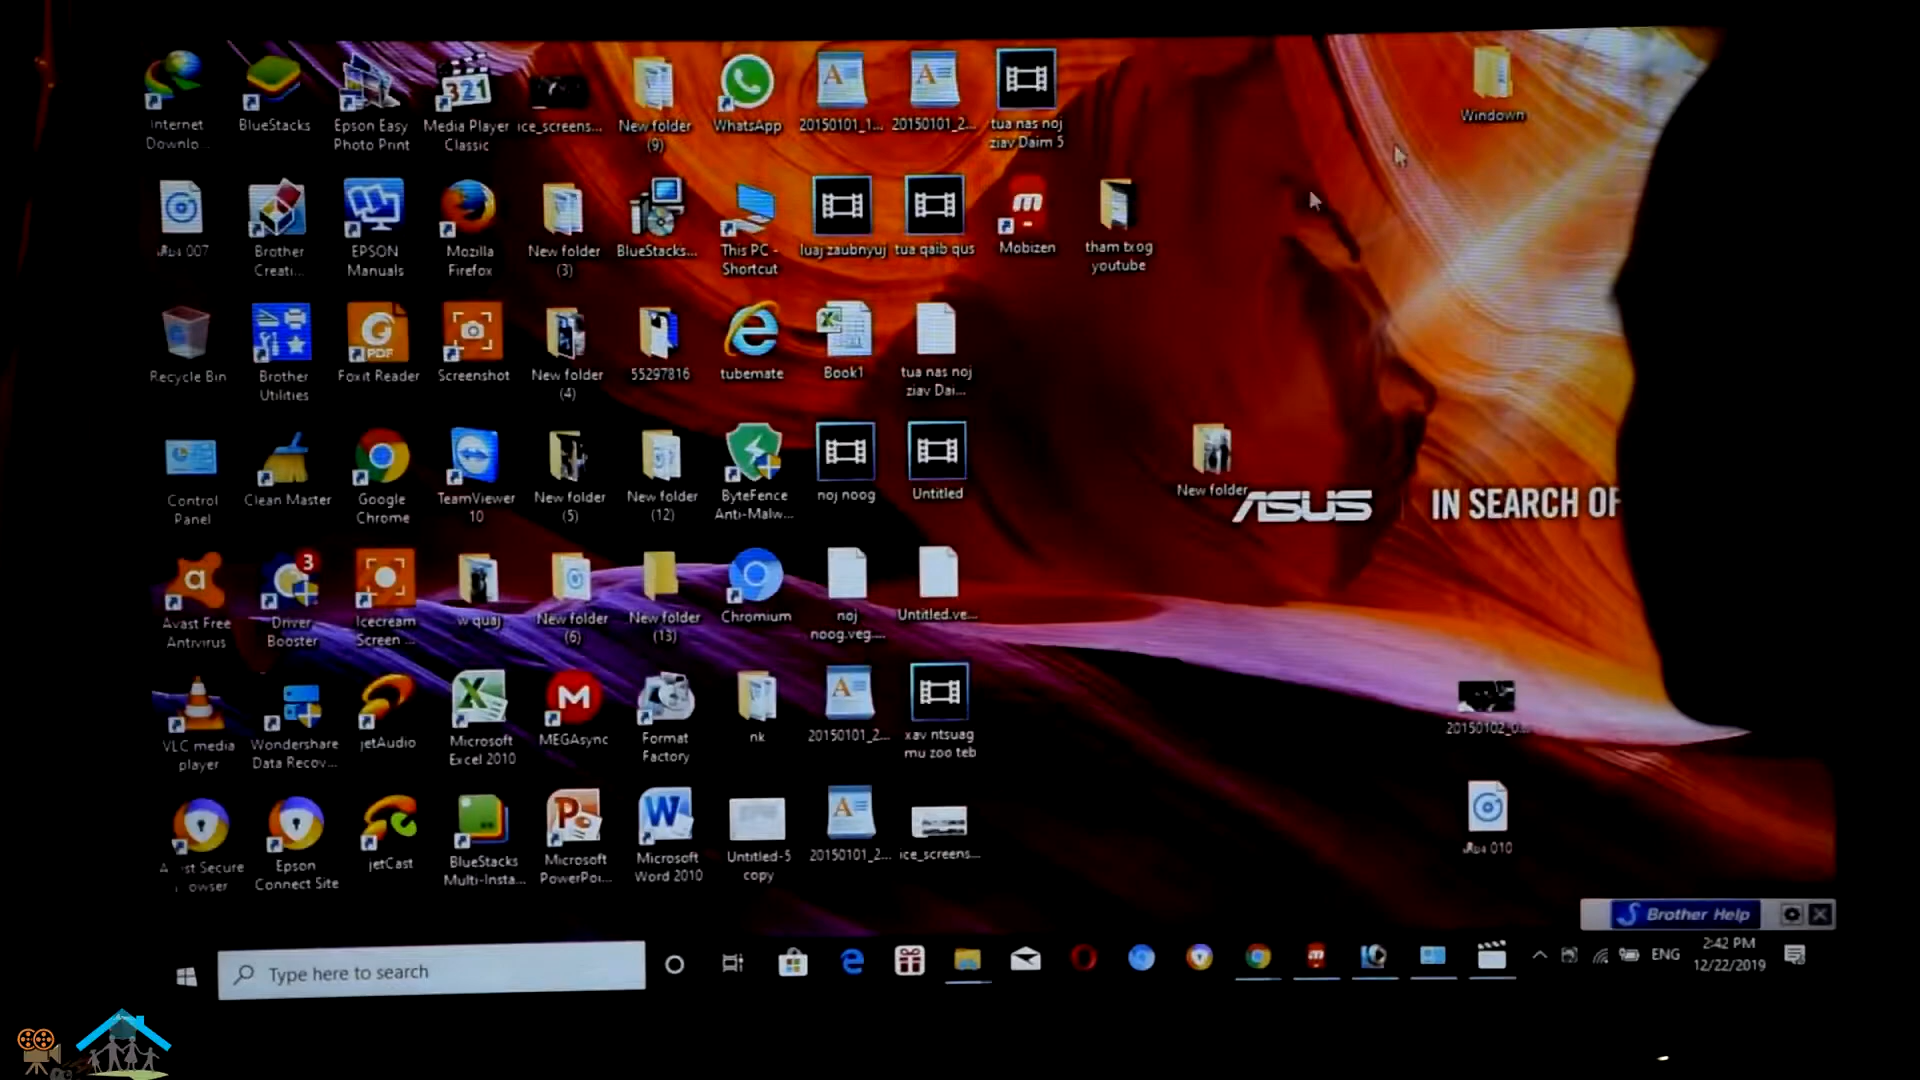 Internet
Downlo...
BlueStacks
Epson Easy
Photo Print
Media Player
Classic
321
ice_screens...
New folder
(9)
WhatsApp
20150101_1...
20150101_2...
tua nas noj
ziav Daim 5
Window
007
Brother
Creati...
EPSON
Manuals
Mozilla
Firefox
New folder
(3)
BlueStacks...
This PC -
Shortcut
luaj zaubnyuj
tua qaib qus
Mobizen
tham txog
youtube
Recycle Bin
Brother
Utilities
PDF
Foxit Reader
Screenshot
New folder
(4)
55297816
tubemate
Book1
tua nas noj
ziav Dai...
Control
Panel
Clean Master
Google
Chrome
TeamViewer
10
New folder
(5)
New folder
(12)
ByteFence
Anti-Malw...
noj noog
Untitled
New folder
ASUS
IN SEARCH OF
Avast Free
Antivirus
3
Driver
Booster
Icecream
Screen ...
w quaj
New folder
(6)
New folder
(13)
Chromium
noj
noog.veg....
Untitled.ve...
VLC media
player
Wondershare
Data Recov...
jetAudio
Microsoft
Excel 2010
MEGAsync
Format
Factory
nk
20150101_2...
xav ntsuag
mu zoo teb
Secure
Epson
Connect Site
jetCast
BlueStacks
Multi-Insta...
Microsoft
PowerPoi...
Microsoft
Word 2010
Untitled-5
copy
20150101_2...
ice_screens...
010
Brother Help
Type here to search
ENG
2:42 PM
12/22/2019